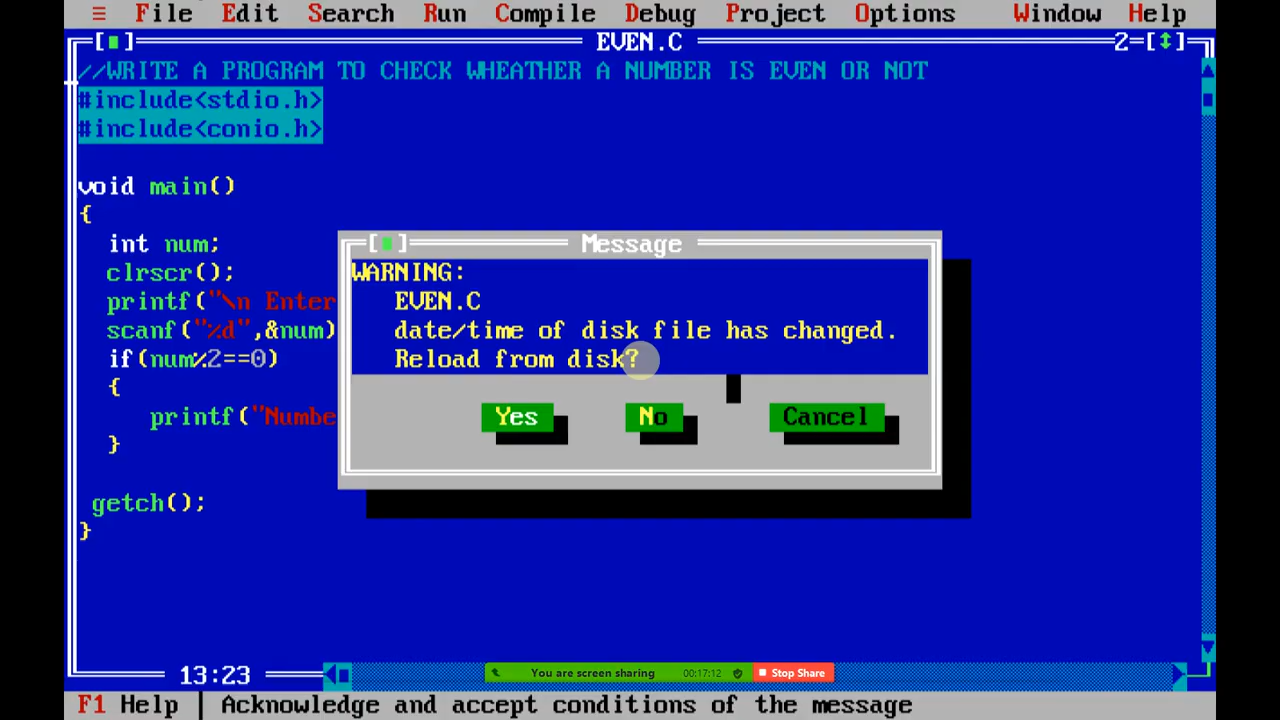 ≡ File Edit Search Run Compile Debug Project Options Window Help
[■] EVEN.C 2=[↕]
//WRITE A PROGRAM TO CHECK WHEATHER A NUMBER IS EVEN OR NOT
#include<stdio.h>
#include<conio.h>
void main()
{
int num;
clrscr();
printf("\n Enter
scanf("%d",&num)
if(num%2==0)
{
printf("Numbe
}
getch();
}
[■] Message
WARNING:
EVEN.C
date/time of disk file has changed.
Reload from disk?
Yes No Cancel
13:23
You are screen sharing 00:17:12 Stop Share
F1 Help | Acknowledge and accept conditions of the message